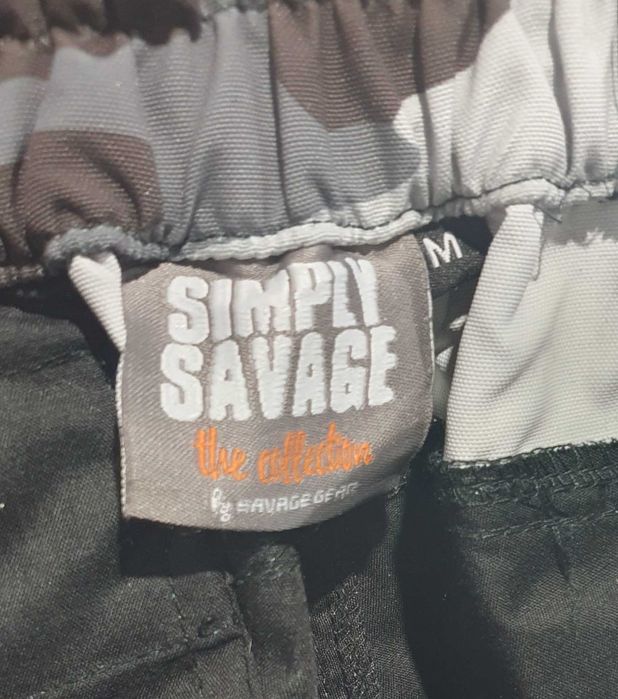 SIMPLY
SAVAGE
the collection
by SAVAGE GEAR
M